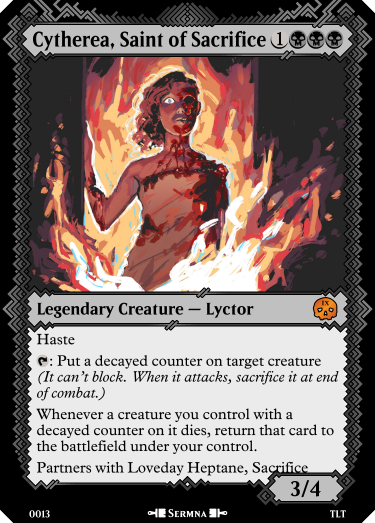 Cytherea, Saint of Sacrifice 1
Legendary Creature — Lyctor
IX
Haste
: Put a decayed counter on target creature
(It can't block. When it attacks, sacrifice it at end
of combat.)
Whenever a creature you control with a
decayed counter on it dies, return that card to
the battlefield under your control.
Partners with Loveday Heptane, Sacrifice
3/4
0013 Sermna TLT